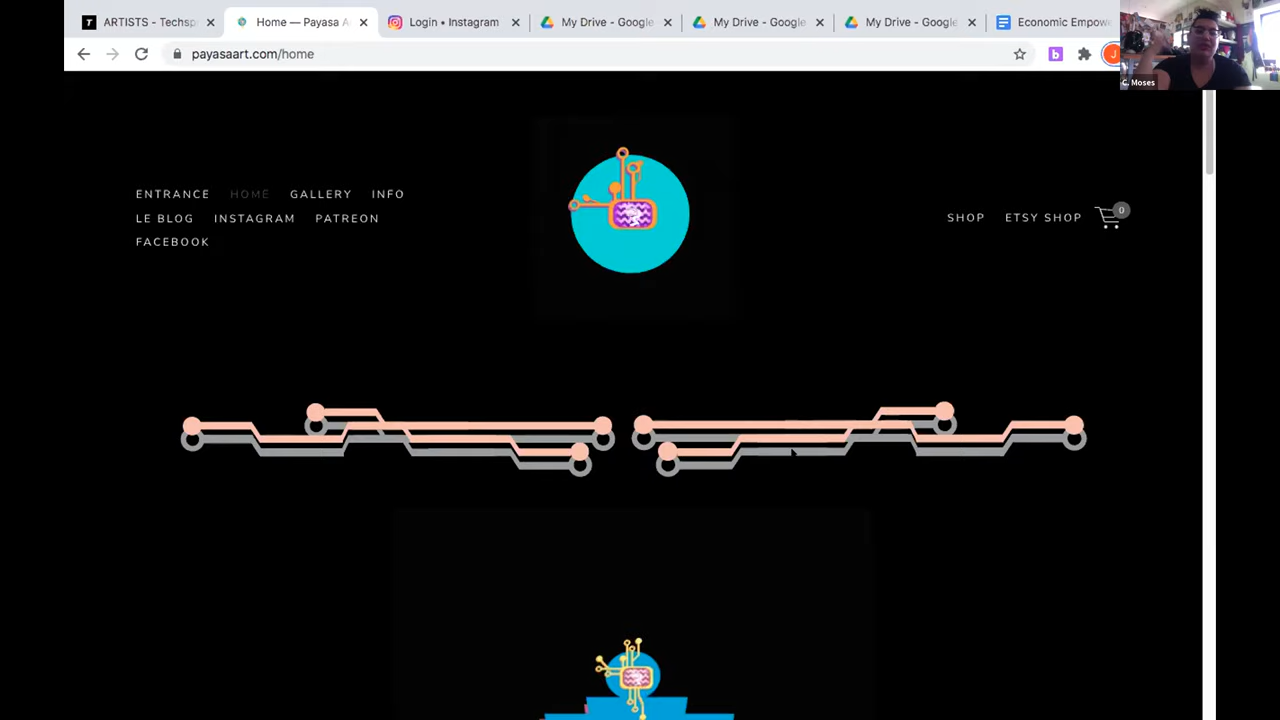 ARTISTS - Techsp
Home — Payasa A
Login • Instagram
My Drive - Google
My Drive - Google
My Drive - Google
Economic Empow
payasaart.com/home
J
C. Moses
ENTRANCE HOME GALLERY INFO
LE BLOG INSTAGRAM PATREON
FACEBOOK
SHOP ETSY SHOP 0